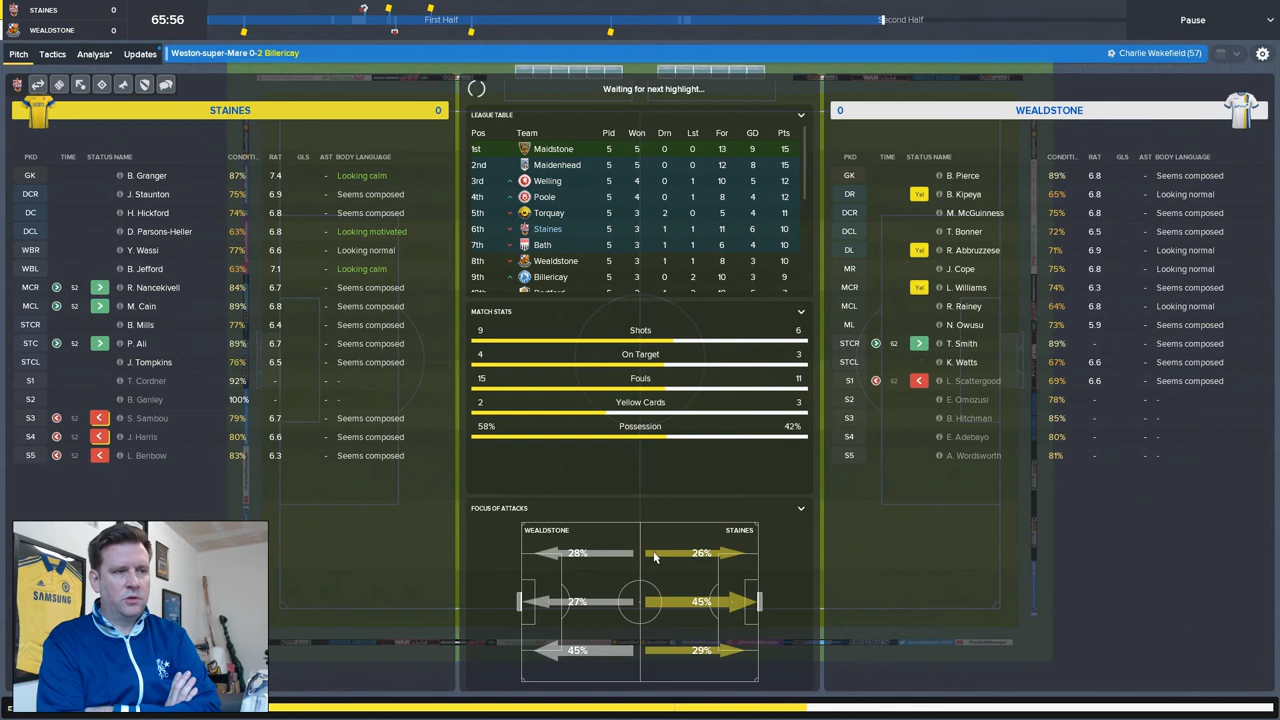 STAINES 0
WEALDSTONE 0
65:56
First Half
Second Half
Pause
Pitch Tactics Analysis* Updates
Weston-super-Mare 0-2 Billericay
Charlie Wakefield (57)
STAINES 0
Waiting for next highlight...
0 WEALDSTONE
PKD TIME STATUS NAME CONDITI... RAT GLS AST BODY LANGUAGE
GK B. Granger 87% 7.4 - Looking calm
DCR J. Staunton 75% 6.9 - Seems composed
DC H. Hickford 74% 6.8 - Seems composed
DCL D. Parsons-Heller 63% 6.8 - Looking motivated
WBR Y. Wassi 77% 6.6 - Looking normal
WBL B. Jefford 63% 7.1 - Looking calm
MCR 52 R. Nancekivell 84% 6.7 - Seems composed
MCL 52 M. Cain 89% 6.8 - Seems composed
STCR B. Mills 77% 6.4 - Seems composed
STC 52 P. Ali 89% 6.7 - Seems composed
STCL J. Tompkins 76% 6.5 - Seems composed
S1 T. Cordner 92% - - -
S2 B. Ganley 100% - - -
S3 52 S. Sambou 79% 6.7 - Seems composed
S4 52 J. Harris 80% 6.6 - Seems composed
S5 52 L. Benbow 83% 6.3 - Seems composed
LEAGUE TABLE
Pos Team Pld Won Drn Lst For GD Pts
1st Maidstone 5 5 0 0 13 9 15
2nd Maidenhead 5 5 0 0 12 8 15
3rd Welling 5 4 0 1 10 5 12
4th Poole 5 4 0 1 8 4 12
5th Torquay 5 3 2 0 5 4 11
6th Staines 5 3 1 1 11 6 10
7th Bath 5 3 1 1 6 4 10
8th Wealdstone 5 3 1 1 8 3 10
9th Billericay 5 3 0 2 10 3 9
MATCH STATS
9 Shots 6
4 On Target 3
15 Fouls 11
2 Yellow Cards 3
58% Possession 42%
FOCUS OF ATTACKS
WEALDSTONE STAINES
28% 26%
27% 45%
45% 29%
PKD TIME STATUS NAME CONDITI... RAT GLS AST BODY LANGUAGE
GK B. Pierce 89% 6.8 - Seems composed
DR Yel B. Kipeya 65% 6.8 - Looking normal
DCR M. McGuinness 75% 6.8 - Seems composed
DCL T. Bonner 72% 6.5 - Seems composed
DL Yel R. Abbruzzese 71% 6.9 - Looking normal
MR J. Cope 75% 6.8 - Seems composed
MCR Yel L. Williams 74% 6.3 - Seems composed
MCL R. Rainey 64% 6.8 - Looking normal
ML N. Owusu 73% 5.9 - Seems composed
STCR 62 T. Smith 89% - - Seems composed
STCL K. Watts 67% 6.6 - Seems composed
S1 62 L. Scattergood 69% 6.6 - Seems composed
S2 E. Omozusi 78% - - -
S3 B. Hitchman 85% - - -
S4 E. Adebayo 80% - - -
S5 A. Wordsworth 81% - - -
SAMSUNG